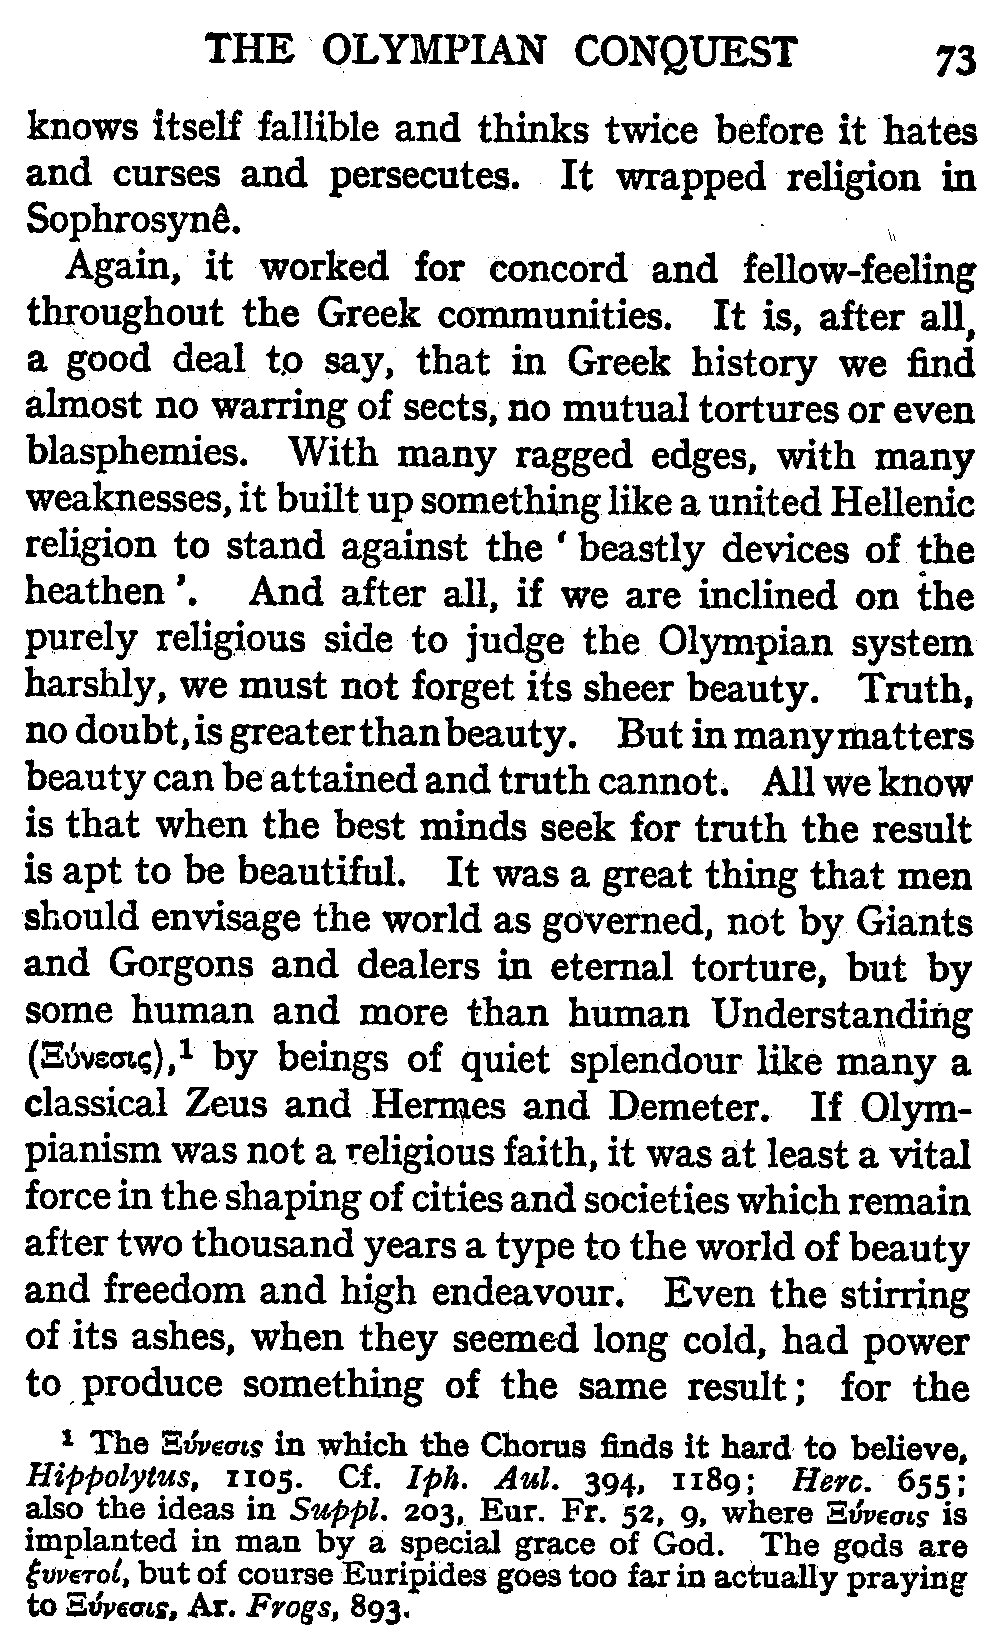 THE OLYMPIAN CONQUEST 73
knows itself fallible and thinks twice before it hates
and curses and persecutes. It wrapped religion in
Sophrosynê.
Again, it worked for concord and fellow-feeling
throughout the Greek communities. It is, after all,
a good deal to say, that in Greek history we find
almost no warring of sects, no mutual tortures or even
blasphemies. With many ragged edges, with many
weaknesses, it built up something like a united Hellenic
religion to stand against the ‘ beastly devices of the
heathen ’. And after all, if we are inclined on the
purely religious side to judge the Olympian system
harshly, we must not forget its sheer beauty. Truth,
no doubt, is greater than beauty. But in many matters
beauty can be attained and truth cannot. All we know
is that when the best minds seek for truth the result
is apt to be beautiful. It was a great thing that men
should envisage the world as governed, not by Giants
and Gorgons and dealers in eternal torture, but by
some human and more than human Understanding
(Ξύνεσις),¹ by beings of quiet splendour like many a
classical Zeus and Hermes and Demeter. If Olym-
pianism was not a religious faith, it was at least a vital
force in the shaping of cities and societies which remain
after two thousand years a type to the world of beauty
and freedom and high endeavour. Even the stirring
of its ashes, when they seemed long cold, had power
to produce something of the same result; for the
¹ The Ξύνεσις in which the Chorus finds it hard to believe,
Hippolytus, 1105. Cf. Iph. Aul. 394, 1189; Herc. 655;
also the ideas in Suppl. 203, Eur. Fr. 52, 9, where Ξύνεσις is
implanted in man by a special grace of God. The gods are
ξυνετοί, but of course Euripides goes too far in actually praying
to Ξύνεσις, Ar. Frogs, 893.